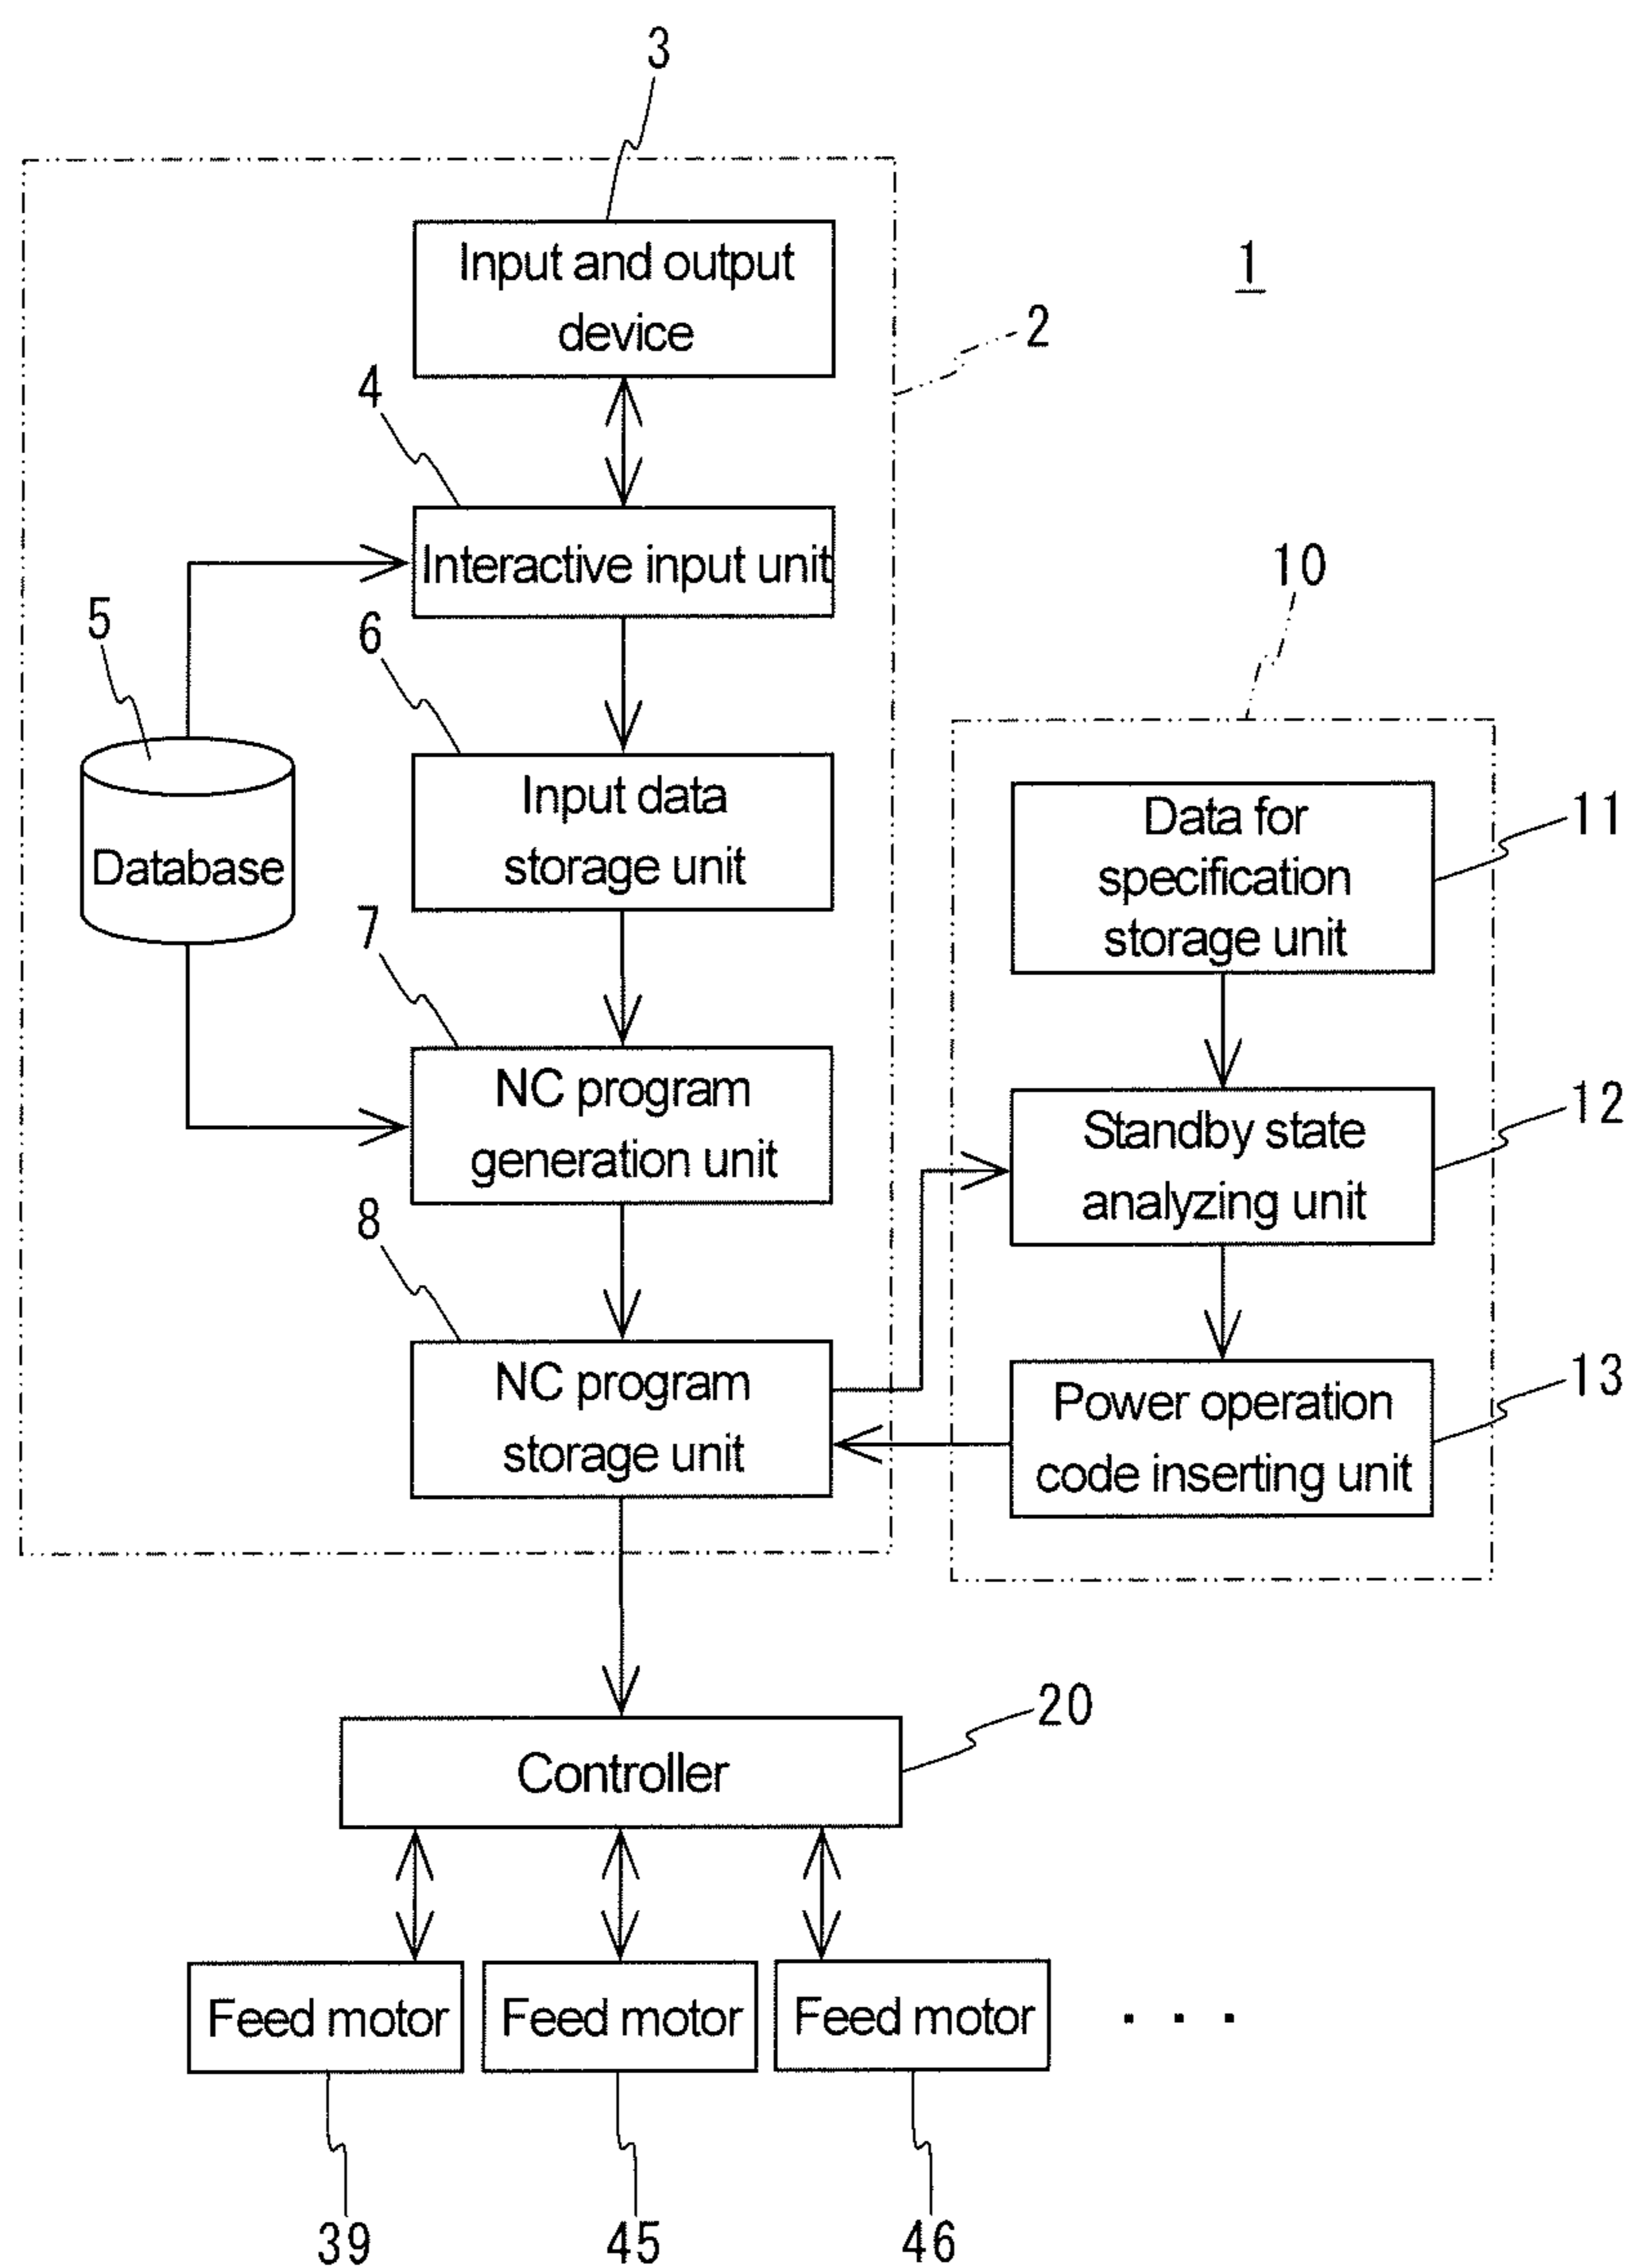 3
1
Input and output
device
2
4
Interactive input unit
10
5
6
Database
Input data
storage unit
Data for
specification
storage unit
11
7
NC program
generation unit
Standby state
analyzing unit
12
8
NC program
storage unit
Power operation
code inserting unit
13
20
Controller
Feed motor
Feed motor
Feed motor
. . .
39
45
46